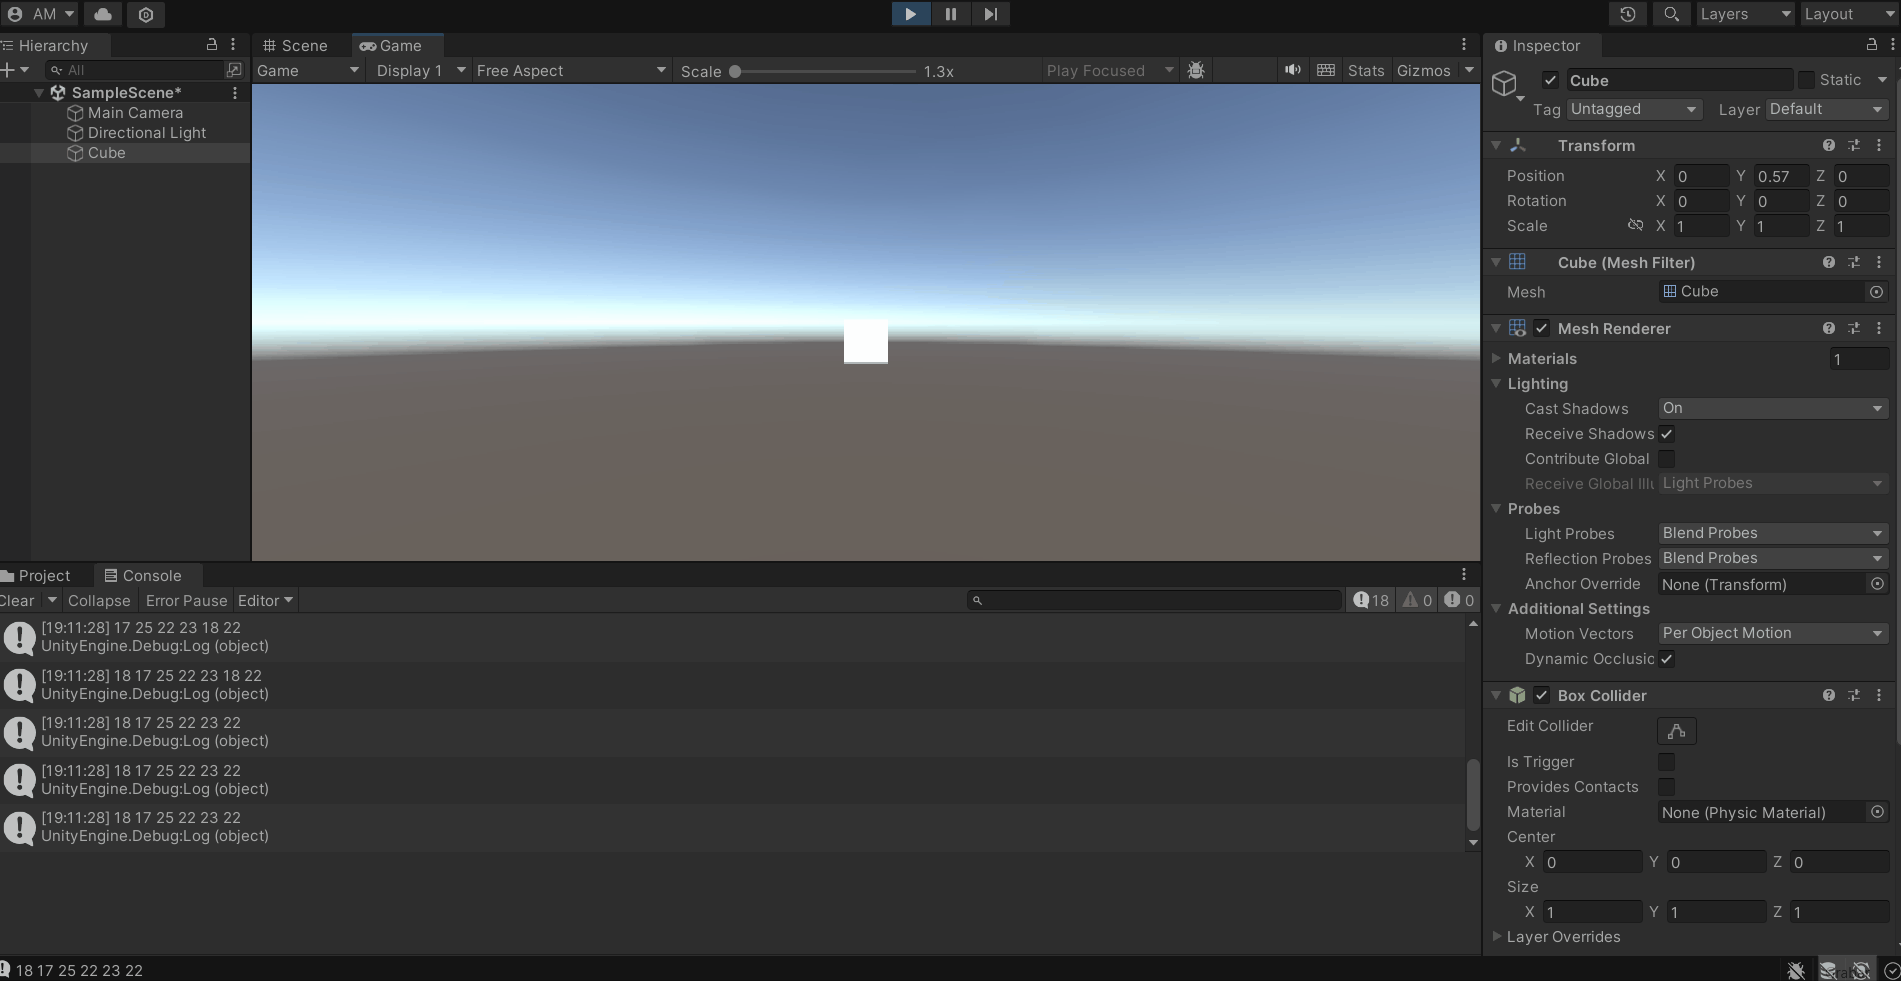 AM
Layers
Layout
Hierarchy
All
SampleScene*
Main Camera
Directional Light
Cube
Scene
Game
Game
Display 1
Free Aspect
Scale
1.3x
Play Focused
Stats
Gizmos
Inspector
Cube
Static
Tag
Untagged
Layer
Default
Transform
Position X 0 Y 0.57 Z 0
Rotation X 0 Y 0 Z 0
Scale X 1 Y 1 Z 1
Cube (Mesh Filter)
Mesh
Cube
Mesh Renderer
Materials 1
Lighting
Cast Shadows On
Receive Shadows
Contribute Global
Receive Global Illu Light Probes
Probes
Light Probes Blend Probes
Reflection Probes Blend Probes
Anchor Override None (Transform)
Additional Settings
Motion Vectors Per Object Motion
Dynamic Occlusic
Box Collider
Edit Collider
Is Trigger
Provides Contacts
Material None (Physic Material)
Center
X 0 Y 0 Z 0
Size
X 1 Y 1 Z 1
Layer Overrides
Project
Console
Clear
Collapse
Error Pause
Editor
18
0
0
[19:11:28] 17 25 22 23 18 22
UnityEngine.Debug:Log (object)
[19:11:28] 18 17 25 22 23 18 22
UnityEngine.Debug:Log (object)
[19:11:28] 18 17 25 22 23 22
UnityEngine.Debug:Log (object)
[19:11:28] 18 17 25 22 23 22
UnityEngine.Debug:Log (object)
[19:11:28] 18 17 25 22 23 22
UnityEngine.Debug:Log (object)
18 17 25 22 23 22